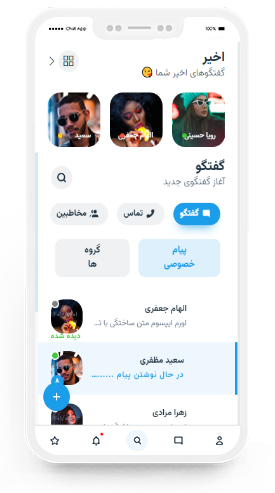 Chat App
100%
اخیر
گفتگوهای اخیر شما
رویا حسینی
الهام جعفری
سعید
گفتگو
آغاز گفتگوی جدید
گفتگو
تماس
مخاطبین
پیام خصوصی
گروه ها
الهام جعفری
لورم ایپسوم متن ساختگی با تـ...
دیده شده
سعید مظفری
در حال نوشتن پیام .......
زهرا مرادی